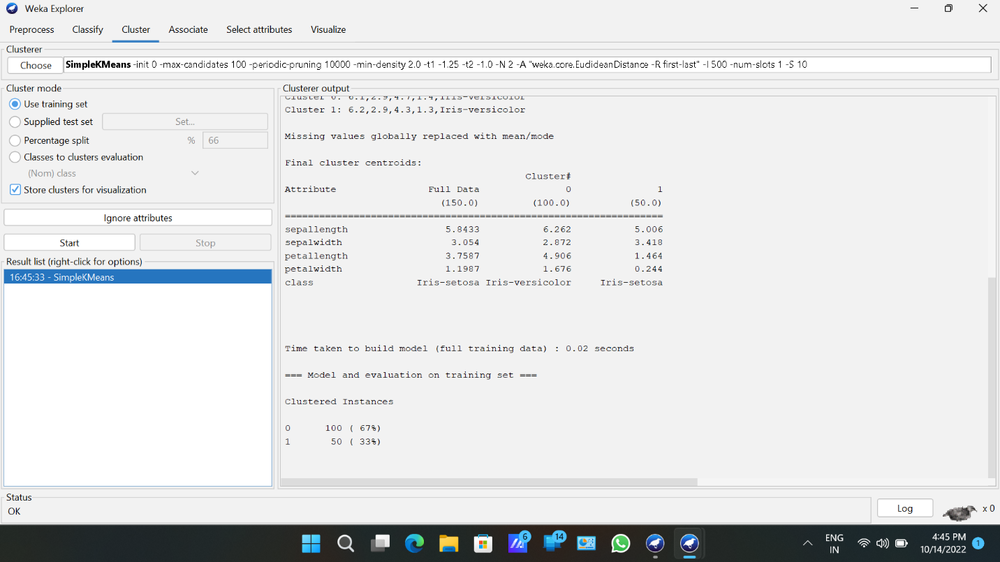 Weka Explorer
Preprocess Classify Cluster Associate Select attributes Visualize
Clusterer
Choose SimpleKMeans -init 0 -max-candidates 100 -periodic-pruning 10000 -min-density 2.0 -t1 -1.25 -t2 -1.0 -N 2 -A "weka.core.EuclideanDistance -R first-last" -I 500 -num-slots 1 -S 10
Cluster mode
Use training set
Supplied test set Set...
Percentage split % 66
Classes to clusters evaluation
(Nom) class
Store clusters for visualization
Ignore attributes
Start Stop
Result list (right-click for options)
16:45:33 - SimpleKMeans
Clusterer output
Cluster 0: 6.1,2.9,4.7,1.4,Iris-versicolor
Cluster 1: 6.2,2.9,4.3,1.3,Iris-versicolor
Missing values globally replaced with mean/mode
Final cluster centroids:
Cluster#
Attribute Full Data 0 1
(150.0) (100.0) (50.0)
==================================================================
sepallength 5.8433 6.262 5.006
sepalwidth 3.054 2.872 3.418
petallength 3.7587 4.906 1.464
petalwidth 1.1987 1.676 0.244
class Iris-setosa Iris-versicolor Iris-setosa
Time taken to build model (full training data) : 0.02 seconds
=== Model and evaluation on training set ===
Clustered Instances
0 100 ( 67%)
1 50 ( 33%)
Status
OK
Log x 0
6
14
ENG
IN
4:45 PM
10/14/2022
1